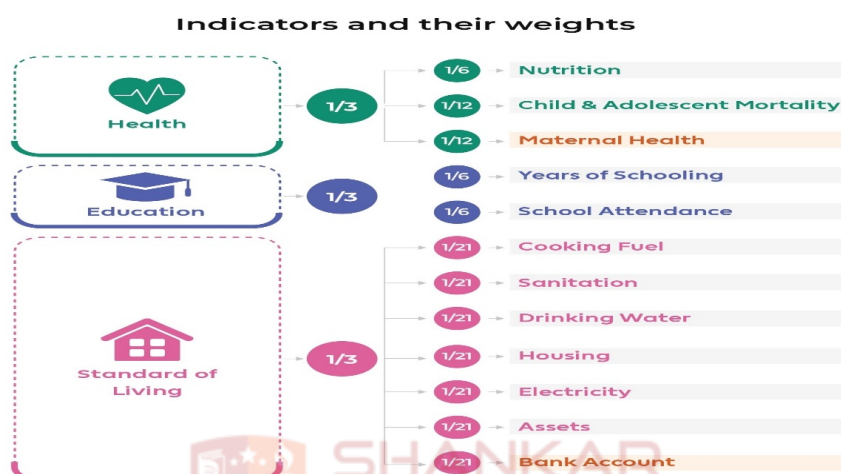 Indicators and their weights
Health
1/3
1/6 Nutrition
1/12 Child & Adolescent Mortality
1/12 Maternal Health
Education
1/3
1/6 Years of Schooling
1/6 School Attendance
Standard of
Living
1/3
1/21 Cooking Fuel
1/21 Sanitation
1/21 Drinking Water
1/21 Housing
1/21 Electricity
1/21 Assets
1/21 Bank Account
SHANKAR